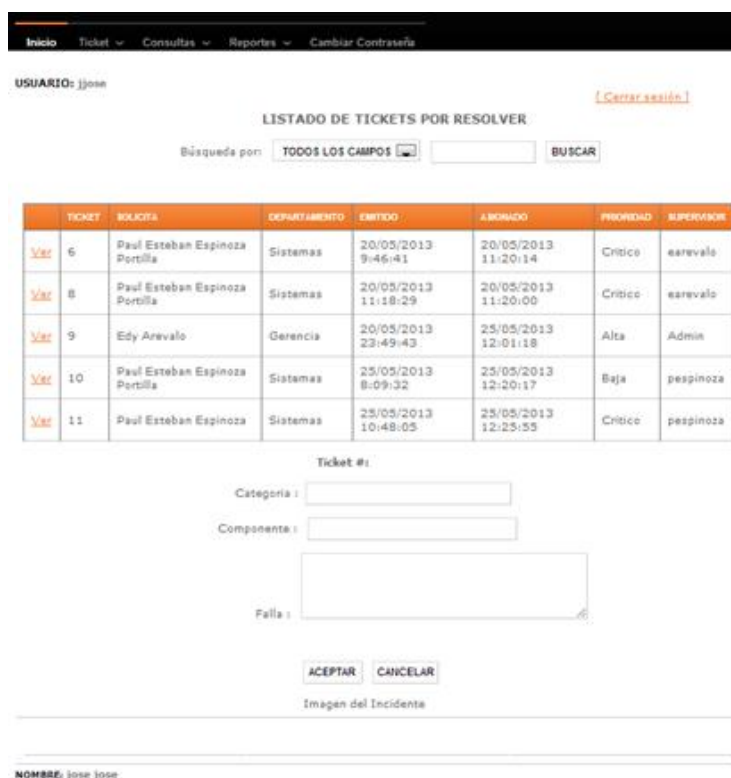 Inicio Ticket Consultas Reportes Cambiar Contraseña
USUARIO: jjose
[ Cerrar sesión ]
LISTADO DE TICKETS POR RESOLVER
Búsqueda por: TODOS LOS CAMPOS BUSCAR
TICKET SOLICITA DEPARTAMENTO EMITIDO ABONADO PRIORIDAD SUPERVISOR
Ver 6 Paul Esteban Espinoza Portilla Sistemas 20/05/2013 9:46:41 20/05/2013 11:20:14 Critico earevalo
Ver 8 Paul Esteban Espinoza Portilla Sistemas 20/05/2013 11:18:29 20/05/2013 11:20:00 Critico earevalo
Ver 9 Edy Arevalo Gerencia 20/05/2013 23:49:43 25/05/2013 12:01:18 Alta Admin
Ver 10 Paul Esteban Espinoza Portilla Sistemas 25/05/2013 8:09:32 25/05/2013 12:20:17 Baja pespinoza
Ver 11 Paul Esteban Espinoza Sistemas 25/05/2013 10:48:05 25/05/2013 12:25:55 Critico pespinoza
Ticket #:
Categoria :
Componente :
Falla :
ACEPTAR CANCELAR
Imagen del Incidente
NOMBRE: jose jose